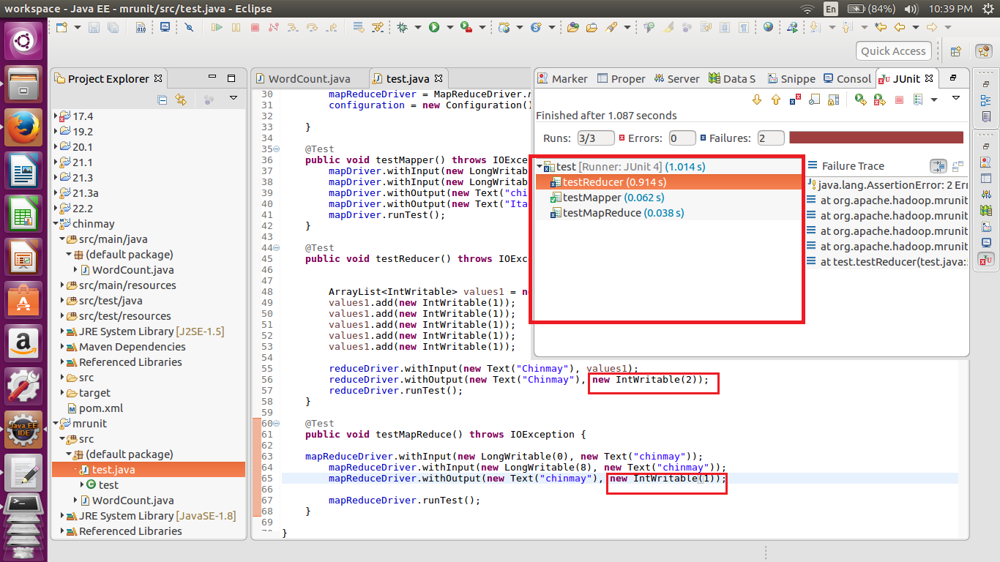 workspace - Java EE - mrunit/src/test.java - Eclipse
En
(84%)
10:39 PM
Quick Access
Project Explorer
17.4
19.2
20.1
21.1
21.3
21.3a
22.2
chinmay
src/main/java
(default package)
WordCount.java
src/main/resources
src/test/java
src/test/resources
JRE System Library [J2SE-1.5]
Maven Dependencies
Referenced Libraries
src
target
pom.xml
mrunit
src
(default package)
test.java
test
WordCount.java
JRE System Library [JavaSE-1.8]
Referenced Libraries
Java EE
IDE
WordCount.java
test.java
30 mapReduceDriver = MapReduceDriver.
31 configuration = new Configuration()
32
33 }
34
35 @Test
36 public void testMapper() throws IOExce
37 mapDriver.withInput(new LongWritab
38 mapDriver.withInput(new LongWritab
39 mapDriver.withOutput(new Text("chi
40 mapDriver.withOutput(new Text("Ita
41 mapDriver.runTest();
42 }
43
44 @Test
45 public void testReducer() throws IOExc
46
47
48 ArrayList<IntWritable> values1 = ne
49 values1.add(new IntWritable(1));
50 values1.add(new IntWritable(1));
51 values1.add(new IntWritable(1));
52 values1.add(new IntWritable(1));
53 values1.add(new IntWritable(1));
54
55 reduceDriver.withInput(new Text("Chinmay"), values1);
56 reduceDriver.withOutput(new Text("Chinmay"), new IntWritable(2));
57 reduceDriver.runTest();
58 }
59
60 @Test
61 public void testMapReduce() throws IOException {
62
63 mapReduceDriver.withInput(new LongWritable(0), new Text("chinmay"));
64 mapReduceDriver.withInput(new LongWritable(8), new Text("chinmay"));
65 mapReduceDriver.withOutput(new Text("chinmay"), new IntWritable(1));
66
67 mapReduceDriver.runTest();
68 }
69
70 }
Marker
Proper
Server
Data S
Snippe
Consol
JUnit
Finished after 1.087 seconds
Runs: 3/3 Errors: 0 Failures: 2
test [Runner: JUnit 4] (1.014 s)
testReducer (0.914 s)
testMapper (0.062 s)
testMapReduce (0.038 s)
Failure Trace
java.lang.AssertionError: 2 Err
at org.apache.hadoop.mrunit
at org.apache.hadoop.mrunit
at org.apache.hadoop.mrunit
at org.apache.hadoop.mrunit
at test.testReducer(test.java: